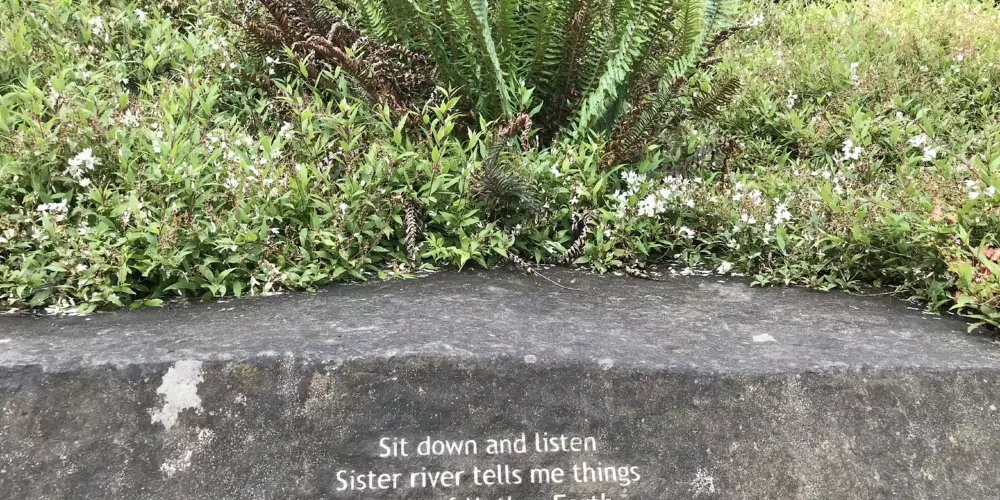 Sit down and listen
Sister river tells me things